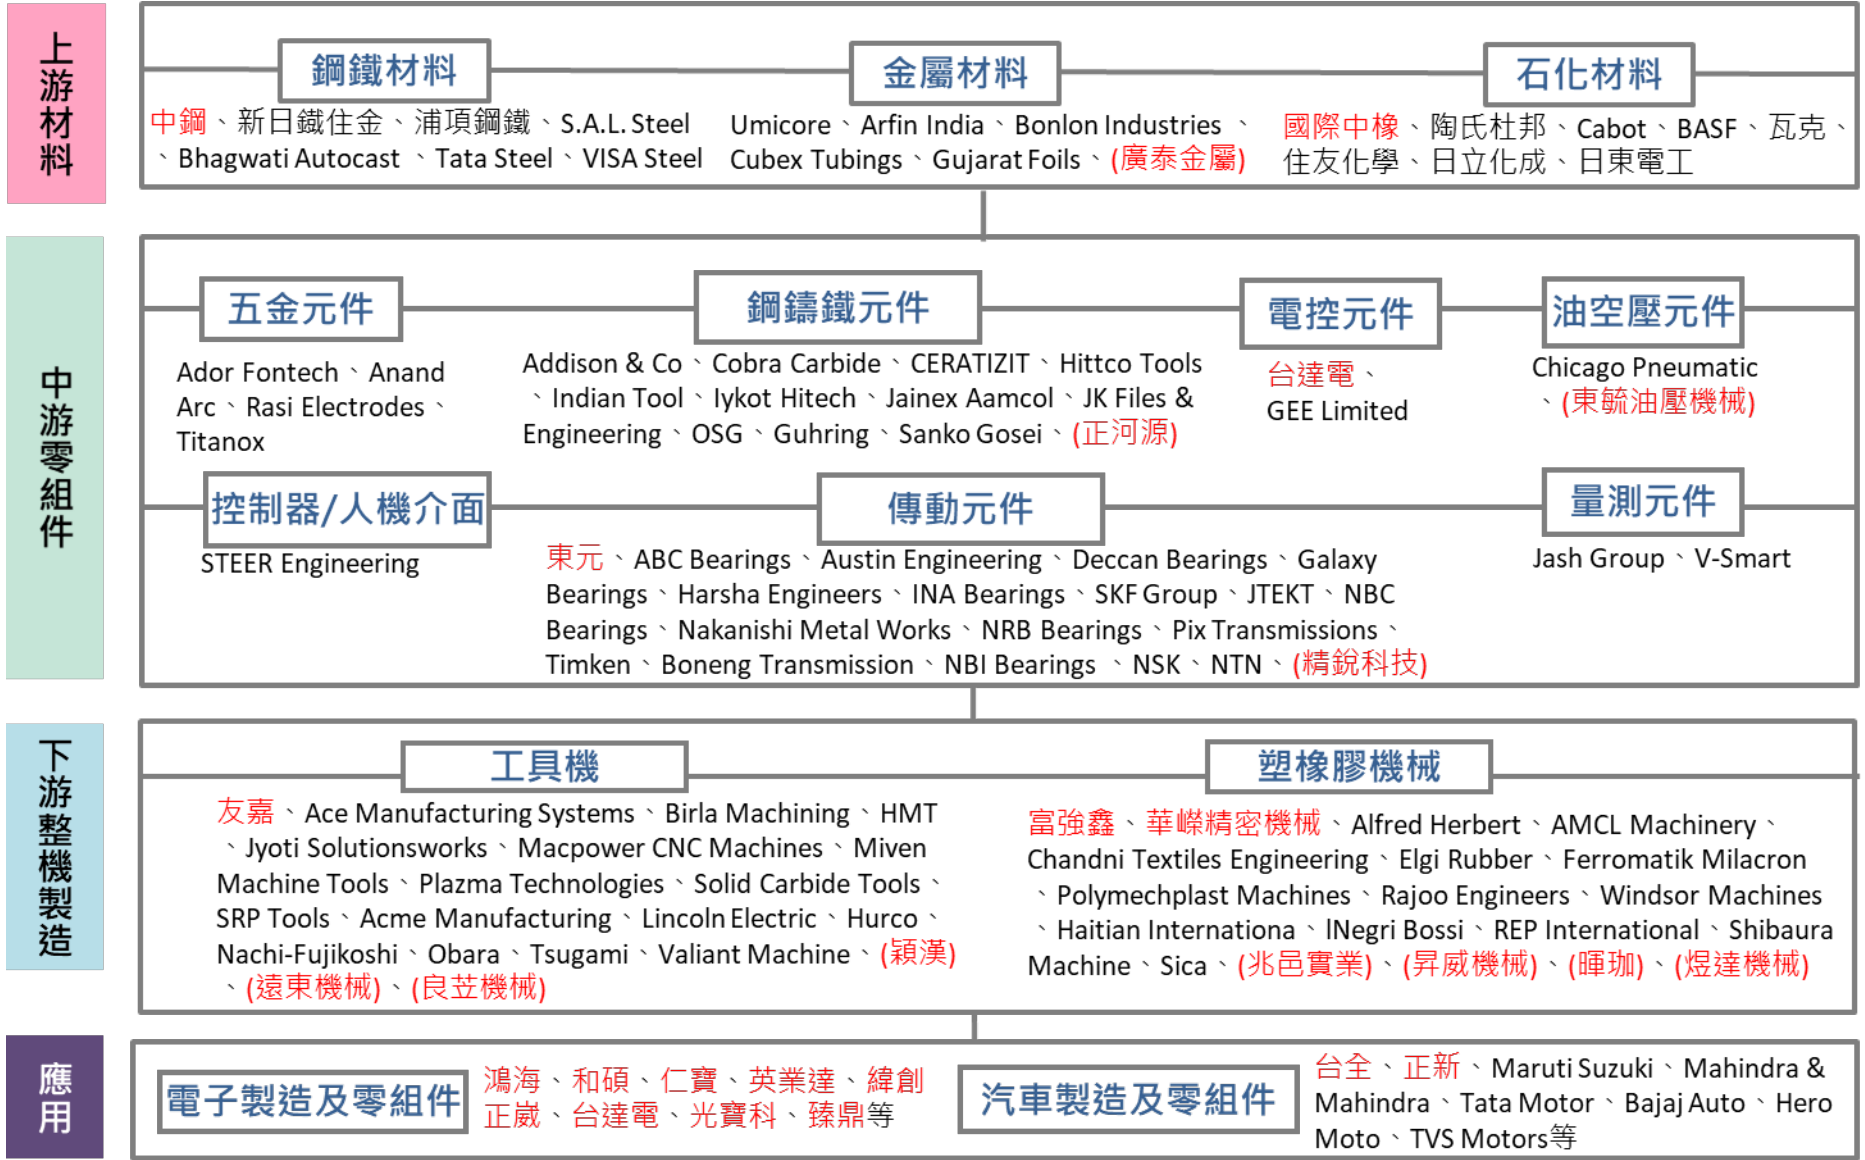 上游材料
鋼鐵材料
中鋼、新日鐵住金、浦項鋼鐵、S.A.L. Steel
、Bhagwati Autocast 、Tata Steel、VISA Steel
金屬材料
Umicore、Arfin India、Bonlon Industries 、
Cubex Tubings、Gujarat Foils、(廣泰金屬)
石化材料
國際中橡、陶氏杜邦、Cabot、BASF、瓦克、
住友化學、日立化成、日東電工
中游零組件
五金元件
Ador Fontech、Anand
Arc、Rasi Electrodes、
Titanox
鋼鑄鐵元件
Addison & Co、Cobra Carbide、CERATIZIT、Hittco Tools
、Indian Tool、Iykot Hitech、Jainex Aamcol、JK Files &
Engineering、OSG、Guhring、Sanko Gosei、(正河源)
電控元件
台達電、
GEE Limited
油空壓元件
Chicago Pneumatic
、(東毓油壓機械)
控制器/人機介面
STEER Engineering
傳動元件
東元、ABC Bearings、Austin Engineering、Deccan Bearings、Galaxy
Bearings、Harsha Engineers、INA Bearings、SKF Group、JTEKT、NBC
Bearings、Nakanishi Metal Works、NRB Bearings、Pix Transmissions、
Timken、Boneng Transmission、NBI Bearings 、NSK、NTN、(精銳科技)
量測元件
Jash Group、V-Smart
下游整機製造
工具機
友嘉、Ace Manufacturing Systems、Birla Machining、HMT
、Jyoti Solutionsworks、Macpower CNC Machines、Miven
Machine Tools、Plazma Technologies、Solid Carbide Tools、
SRP Tools、Acme Manufacturing、Lincoln Electric、Hurco、
Nachi-Fujikoshi、Obara、Tsugami、Valiant Machine、(穎漢)
、(遠東機械)、(良苙機械)
塑橡膠機械
富強鑫、華嶸精密機械、Alfred Herbert、AMCL Machinery、
Chandni Textiles Engineering、Elgi Rubber、Ferromatik Milacron
、Polymechplast Machines、Rajoo Engineers、Windsor Machines
、Haitian Internationa、lNegri Bossi、REP International、Shibaura
Machine、Sica、(兆邑實業)、(昇威機械)、(暉珈)、(煜達機械)
應用
電子製造及零組件
鴻海、和碩、仁寶、英業達、緯創
正崴、台達電、光寶科、臻鼎等
汽車製造及零組件
台全、正新、Maruti Suzuki、Mahindra &
Mahindra、Tata Motor、Bajaj Auto、Hero
Moto、TVS Motors等